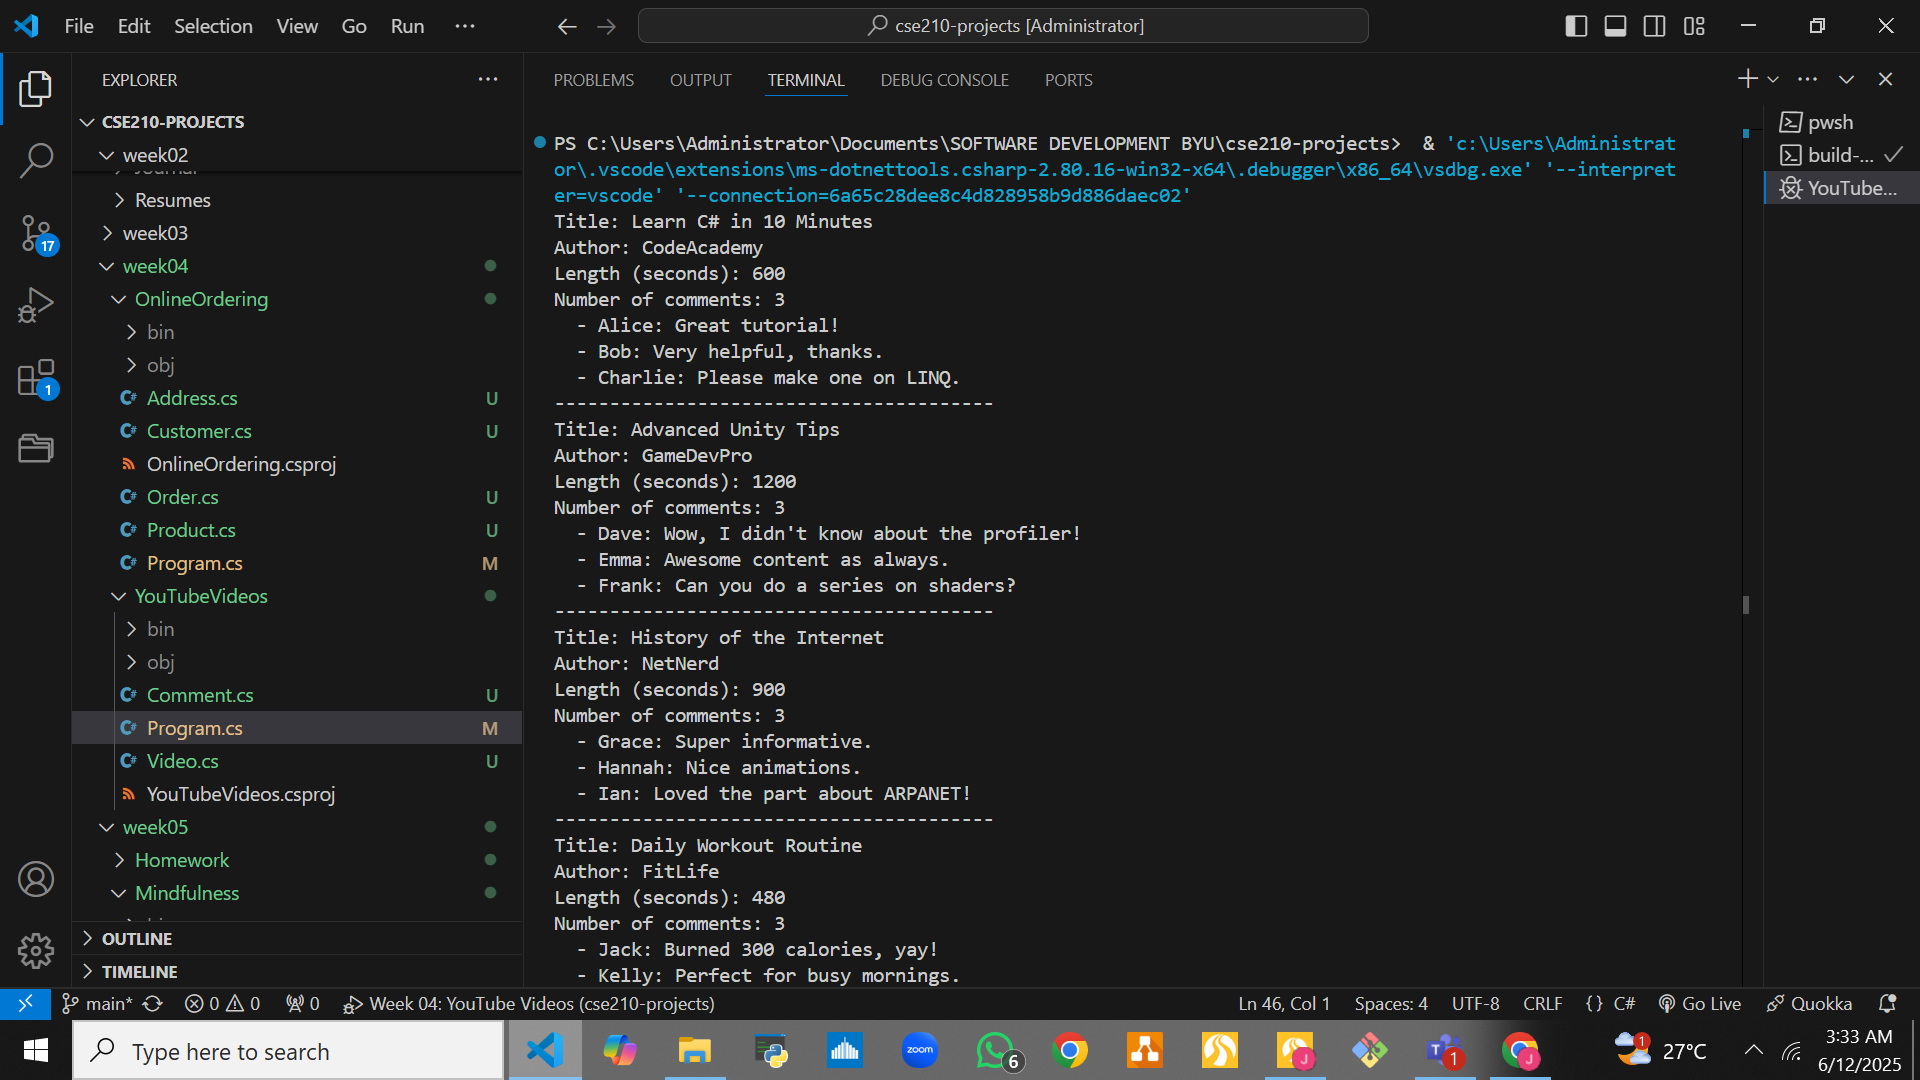 File Edit Selection View Go Run ...
cse210-projects [Administrator]
EXPLORER
CSE210-PROJECTS
week02
Resumes
week03
week04
OnlineOrdering
bin
obj
Address.cs U
Customer.cs U
OnlineOrdering.csproj
Order.cs U
Product.cs U
Program.cs M
YouTubeVideos
bin
obj
Comment.cs U
Program.cs M
Video.cs U
YouTubeVideos.csproj
week05
Homework
Mindfulness
OUTLINE
TIMELINE
17
1
PROBLEMS OUTPUT TERMINAL DEBUG CONSOLE PORTS
PS C:\Users\Administrator\Documents\SOFTWARE DEVELOPMENT BYU\cse210-projects>  & 'c:\Users\Administrat
or\.vscode\extensions\ms-dotnettools.csharp-2.80.16-win32-x64\.debugger\x86_64\vsdbg.exe' '--interpret
er=vscode' '--connection=6a65c28dee8c4d828958b9d886daec02'
Title: Learn C# in 10 Minutes
Author: CodeAcademy
Length (seconds): 600
Number of comments: 3
- Alice: Great tutorial!
- Bob: Very helpful, thanks.
- Charlie: Please make one on LINQ.
----------------------------------------
Title: Advanced Unity Tips
Author: GameDevPro
Length (seconds): 1200
Number of comments: 3
- Dave: Wow, I didn't know about the profiler!
- Emma: Awesome content as always.
- Frank: Can you do a series on shaders?
----------------------------------------
Title: History of the Internet
Author: NetNerd
Length (seconds): 900
Number of comments: 3
- Grace: Super informative.
- Hannah: Nice animations.
- Ian: Loved the part about ARPANET!
----------------------------------------
Title: Daily Workout Routine
Author: FitLife
Length (seconds): 480
Number of comments: 3
- Jack: Burned 300 calories, yay!
- Kelly: Perfect for busy mornings.
pwsh
build-...
YouTube...
main* 0 0 0 Week 04: YouTube Videos (cse210-projects) Ln 46, Col 1 Spaces: 4 UTF-8 CRLF {} C# Go Live Quokka
Type here to search
zoom
6
J
T
1
J
1
27°C
3:33 AM
6/12/2025